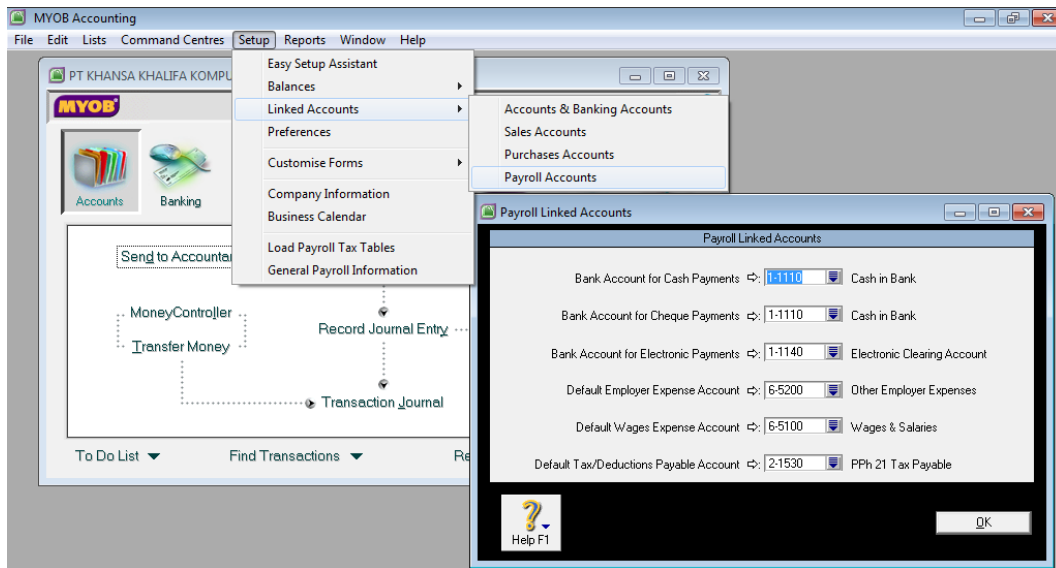 MYOB Accounting
File Edit Lists Command Centres Setup Reports Window Help
PT KHANSA KHALIFA KOMPU
MYOB
Accounts
Banking
Easy Setup Assistant
Balances
Linked Accounts
Preferences
Customise Forms
Company Information
Business Calendar
Load Payroll Tax Tables
General Payroll Information
Accounts & Banking Accounts
Sales Accounts
Purchases Accounts
Payroll Accounts
Send to Accountan
MoneyController
Record Journal Entry
Transfer Money
Transaction Journal
To Do List Find Transactions Re
Payroll Linked Accounts
Payroll Linked Accounts
Bank Account for Cash Payments : 1-1110 Cash in Bank
Bank Account for Cheque Payments : 1-1110 Cash in Bank
Bank Account for Electronic Payments : 1-1140 Electronic Clearing Account
Default Employer Expense Account : 6-5200 Other Employer Expenses
Default Wages Expense Account : 6-5100 Wages & Salaries
Default Tax/Deductions Payable Account : 2-1530 PPh 21 Tax Payable
?
Help F1
OK